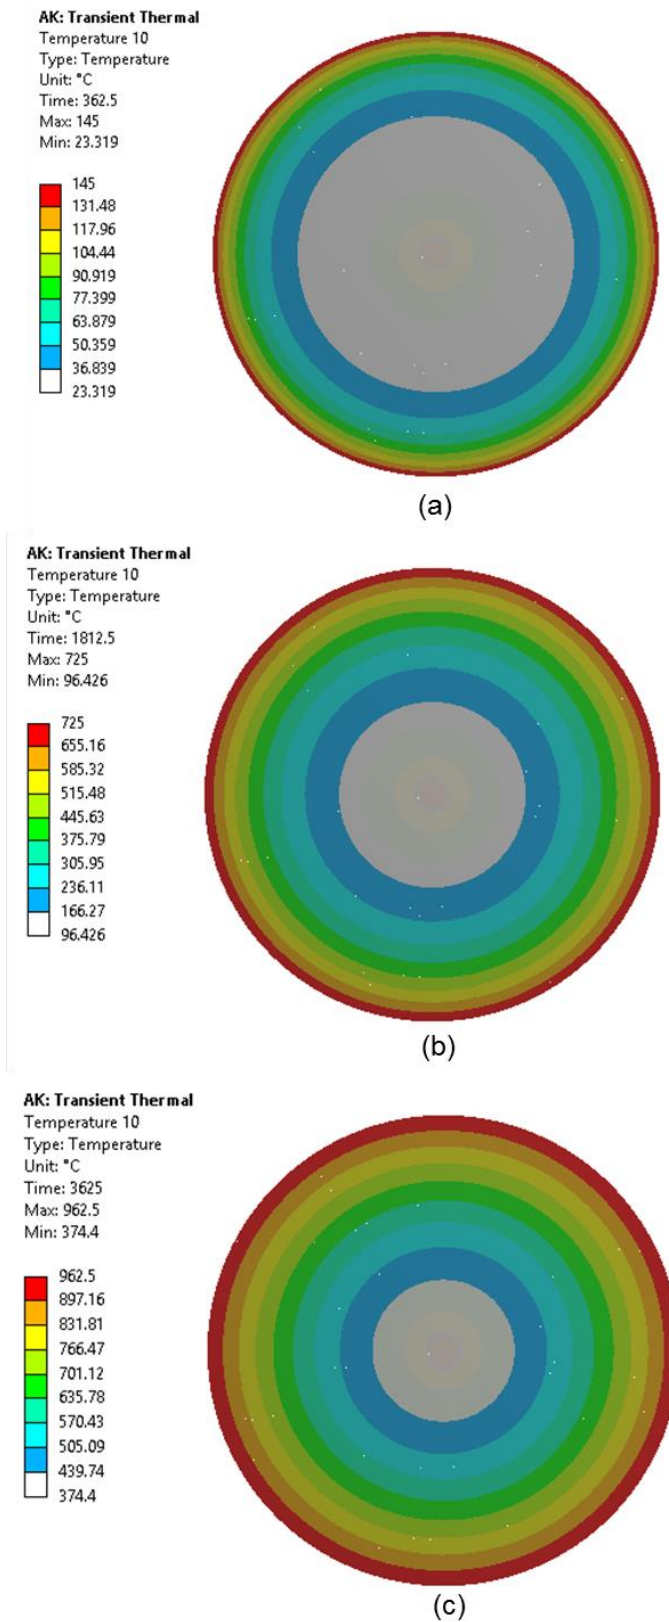 AK: Transient Thermal
Temperature 10
Type: Temperature
Unit: °C
Time: 362.5
Max: 145
Min: 23.319
145
131.48
117.96
104.44
90.919
77.399
63.879
50.359
36.839
23.319
(a)
AK: Transient Thermal
Temperature 10
Type: Temperature
Unit: °C
Time: 1812.5
Max: 725
Min: 96.426
725
655.16
585.32
515.48
445.63
375.79
305.95
236.11
166.27
96.426
(b)
AK: Transient Thermal
Temperature 10
Type: Temperature
Unit: °C
Time: 3625
Max: 962.5
Min: 374.4
962.5
897.16
831.81
766.47
701.12
635.78
570.43
505.09
439.74
374.4
(c)